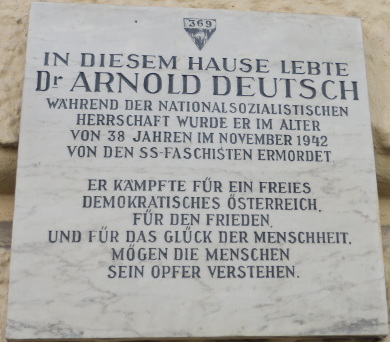 369
IN DIESEM HAUSE LEBTE
Dr ARNOLD DEUTSCH
WÄHREND DER NATIONALSOZIALISTISCHEN
HERRSCHAFT WURDE ER IM ALTER
VON 38 JAHREN IM NOVEMBER 1942
VON DEN SS-FASCHISTEN ERMORDET.
ER KÄMPFTE FÜR EIN FREIES
DEMOKRATISCHES ÖSTERREICH,
FÜR DEN FRIEDEN
UND FÜR DAS GLÜCK DER MENSCHHEIT.
MÖGEN DIE MENSCHEN
SEIN OPFER VERSTEHEN.